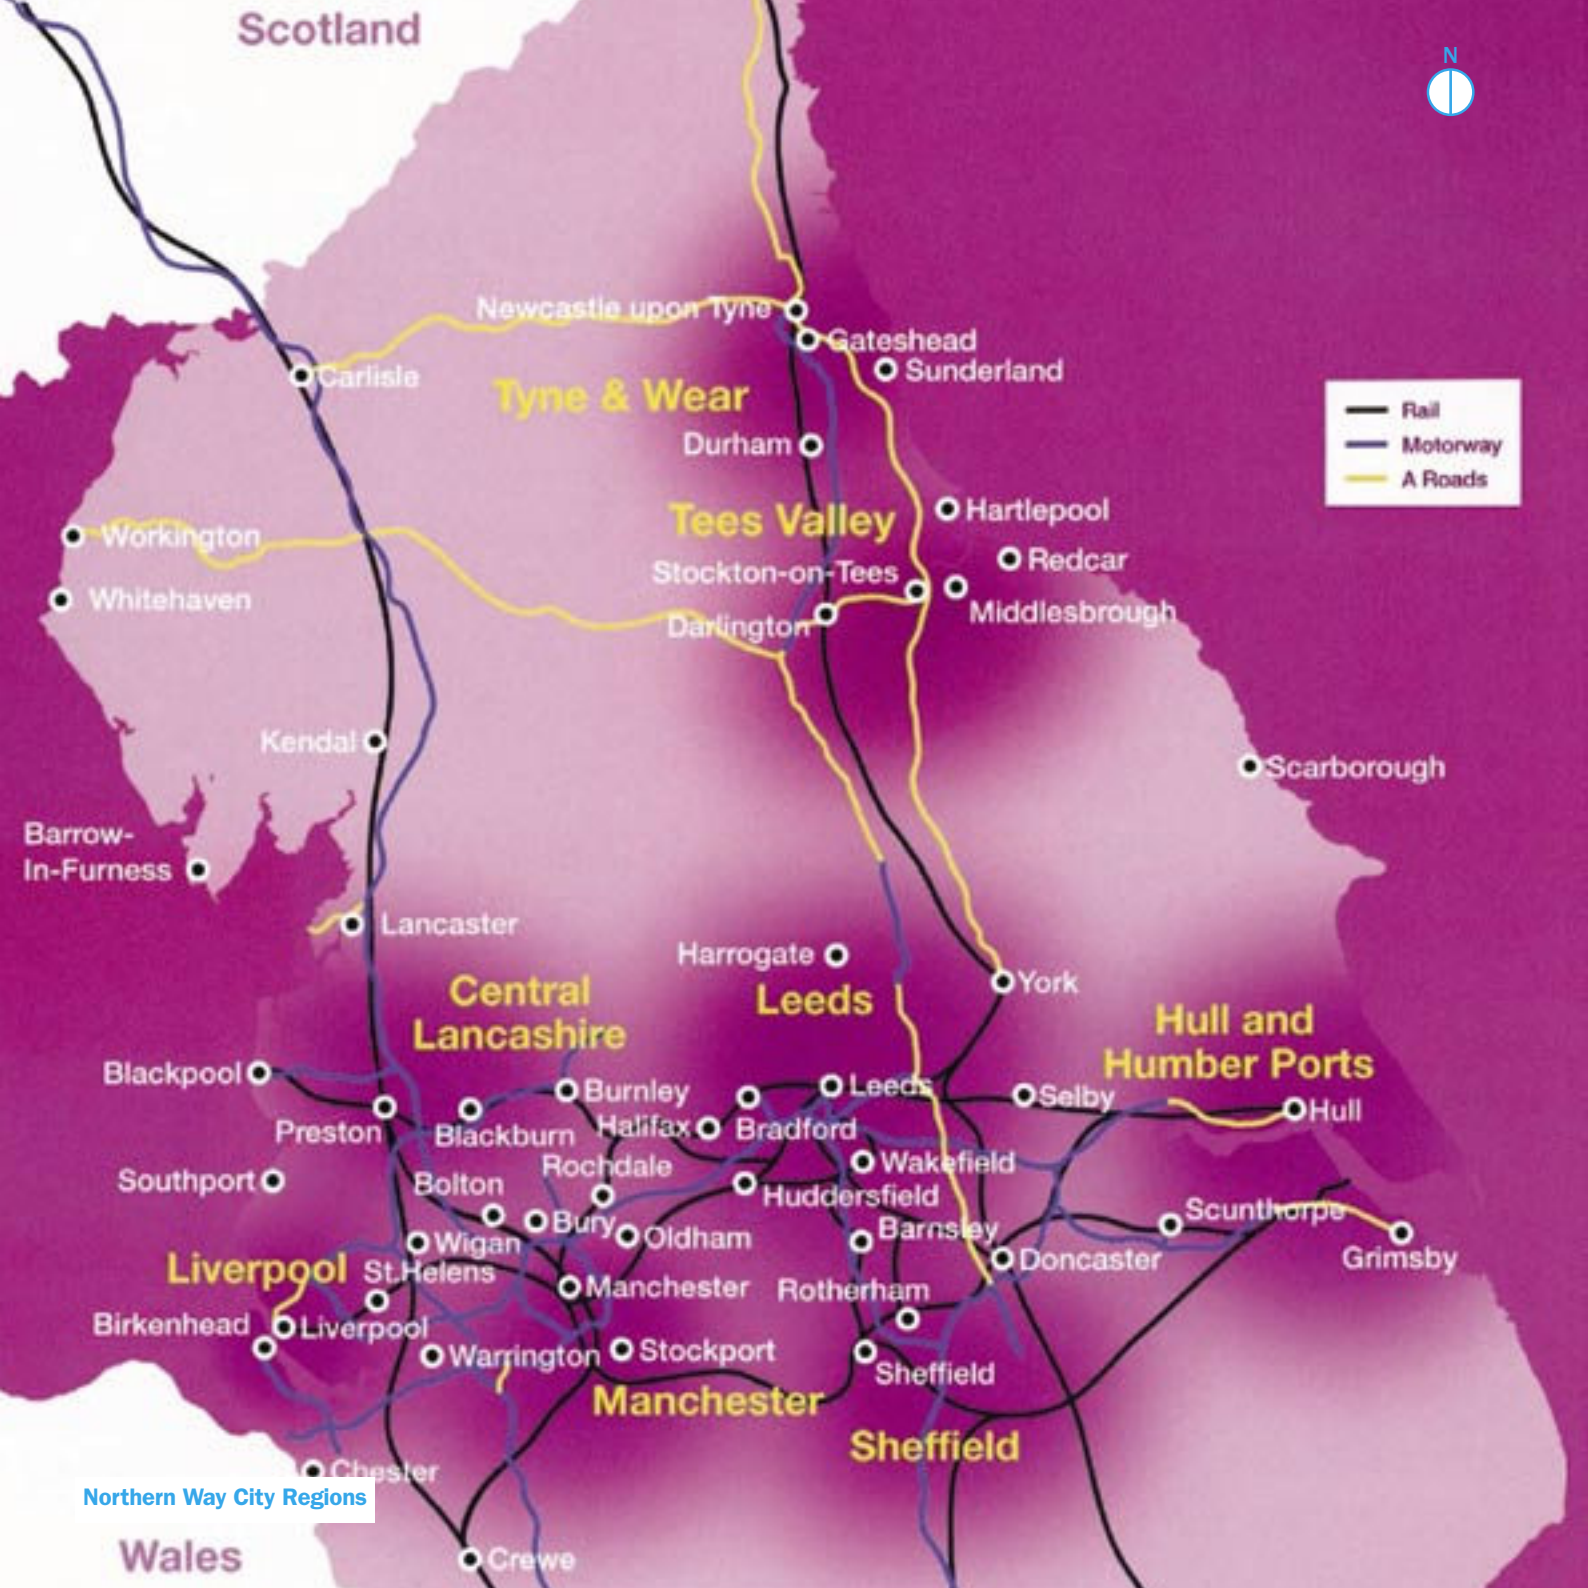 Scotland
N
Newcastle upon Tyne
Gateshead
Sunderland
Carlisle
Tyne & Wear
Rail
Motorway
A Roads
Durham
Tees Valley
Hartlepool
Workington
Stockton-on-Tees
Redcar
Whitehaven
Middlesbrough
Darlington
Kendal
Scarborough
Barrow-
In-Furness
Lancaster
Harrogate
York
Central
Lancashire
Leeds
Hull and
Humber Ports
Blackpool
Burnley
Leeds
Selby
Hull
Preston
Blackburn
Halifax
Bradford
Southport
Rochdale
Wakefield
Bolton
Huddersfield
Bury
Oldham
Barnsley
Scunthorpe
Wigan
Doncaster
Grimsby
Liverpool
St.Helens
Manchester
Rotherham
Birkenhead
Liverpool
Warrington
Stockport
Sheffield
Manchester
Sheffield
Chester
Northern Way City Regions
Wales
Crewe